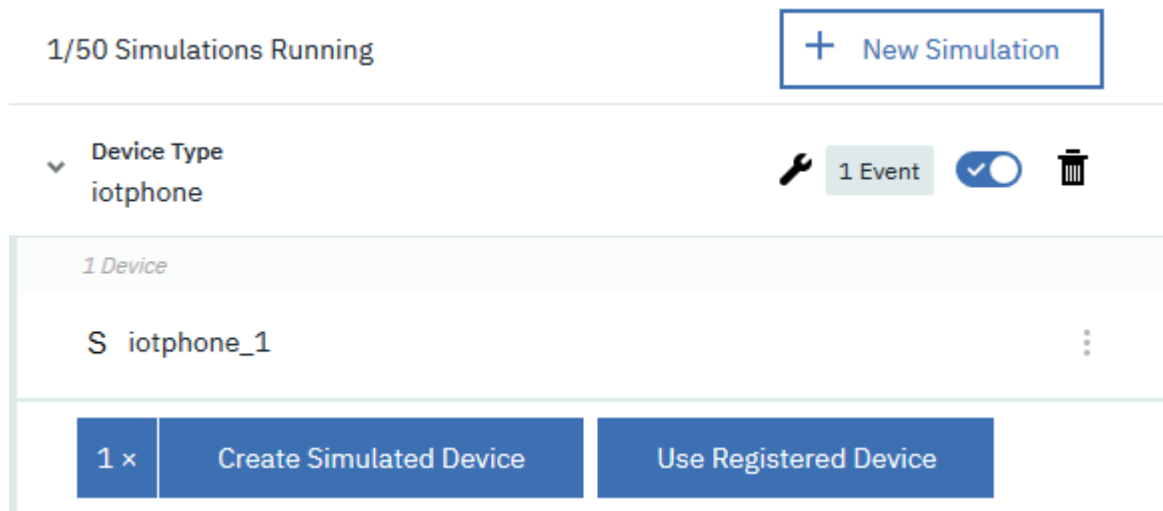 1/50 Simulations Running
+ New Simulation
Device Type
iotphone
1 Event
1 Device
S iotphone_1
1 ×
Create Simulated Device
Use Registered Device